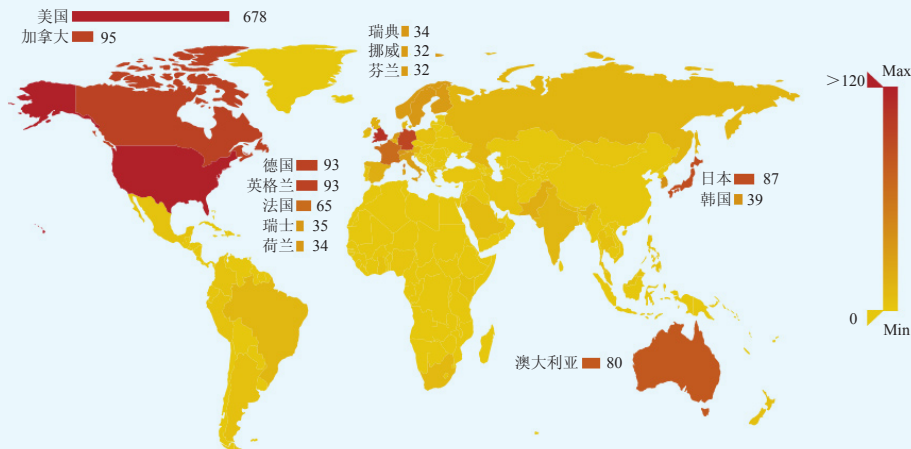 美国 678
加拿大 95
瑞典 34
挪威 32
芬兰 32
德国 93
英格兰 93
法国 65
瑞士 35
荷兰 34
日本 87
韩国 39
澳大利亚 80
>120 Max
0 Min